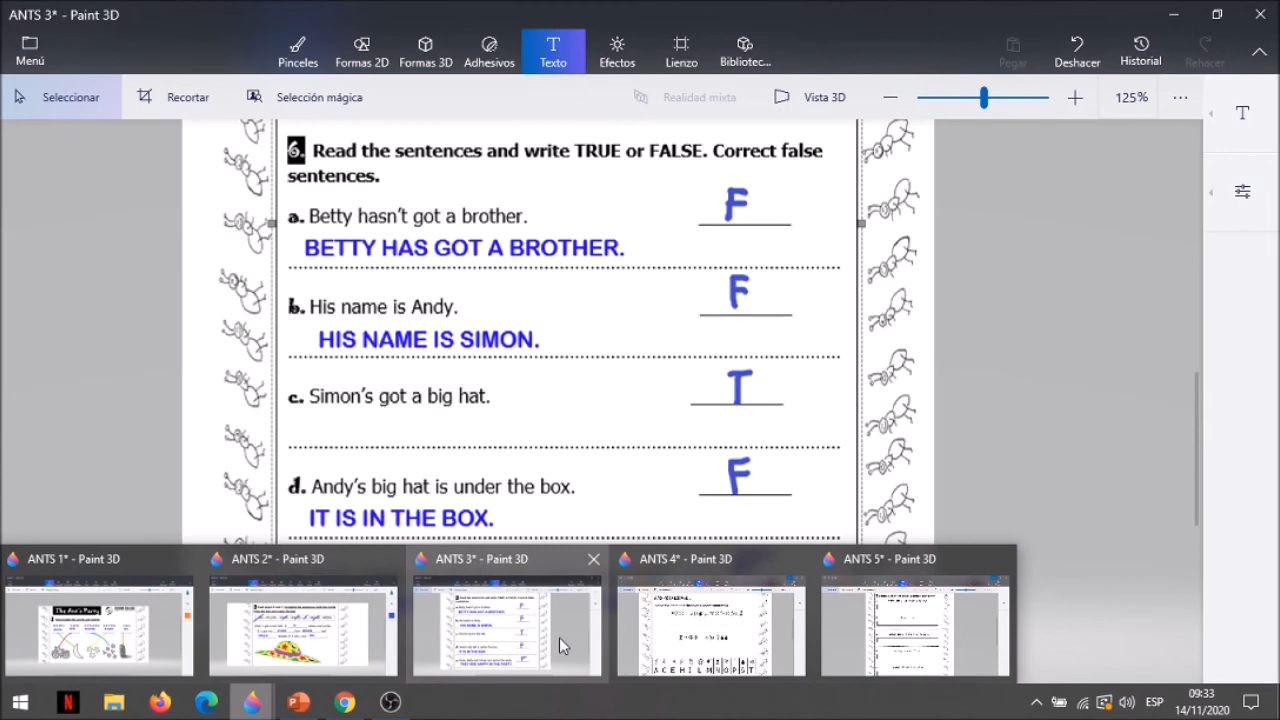 ANTS 3* - Paint 3D
Menú
Pinceles
Formas 2D
Formas 3D
Adhesivos
Texto
Efectos
Lienzo
Bibliotec...
Pegar
Deshacer
Historial
Rehacer
Seleccionar
Recortar
Selección mágica
Realidad mixta
Vista 3D
125%
6. Read the sentences and write TRUE or FALSE. Correct false
sentences.
a. Betty hasn't got a brother. F
BETTY HAS GOT A BROTHER.
b. His name is Andy. F
HIS NAME IS SIMON.
c. Simon's got a big hat. T
d. Andy's big hat is under the box. F
IT IS IN THE BOX.
ANTS 1* - Paint 3D
ANTS 2* - Paint 3D
ANTS 3* - Paint 3D
ANTS 4* - Paint 3D
ANTS 5* - Paint 3D
The Ant's Party
ESP
09:33
14/11/2020